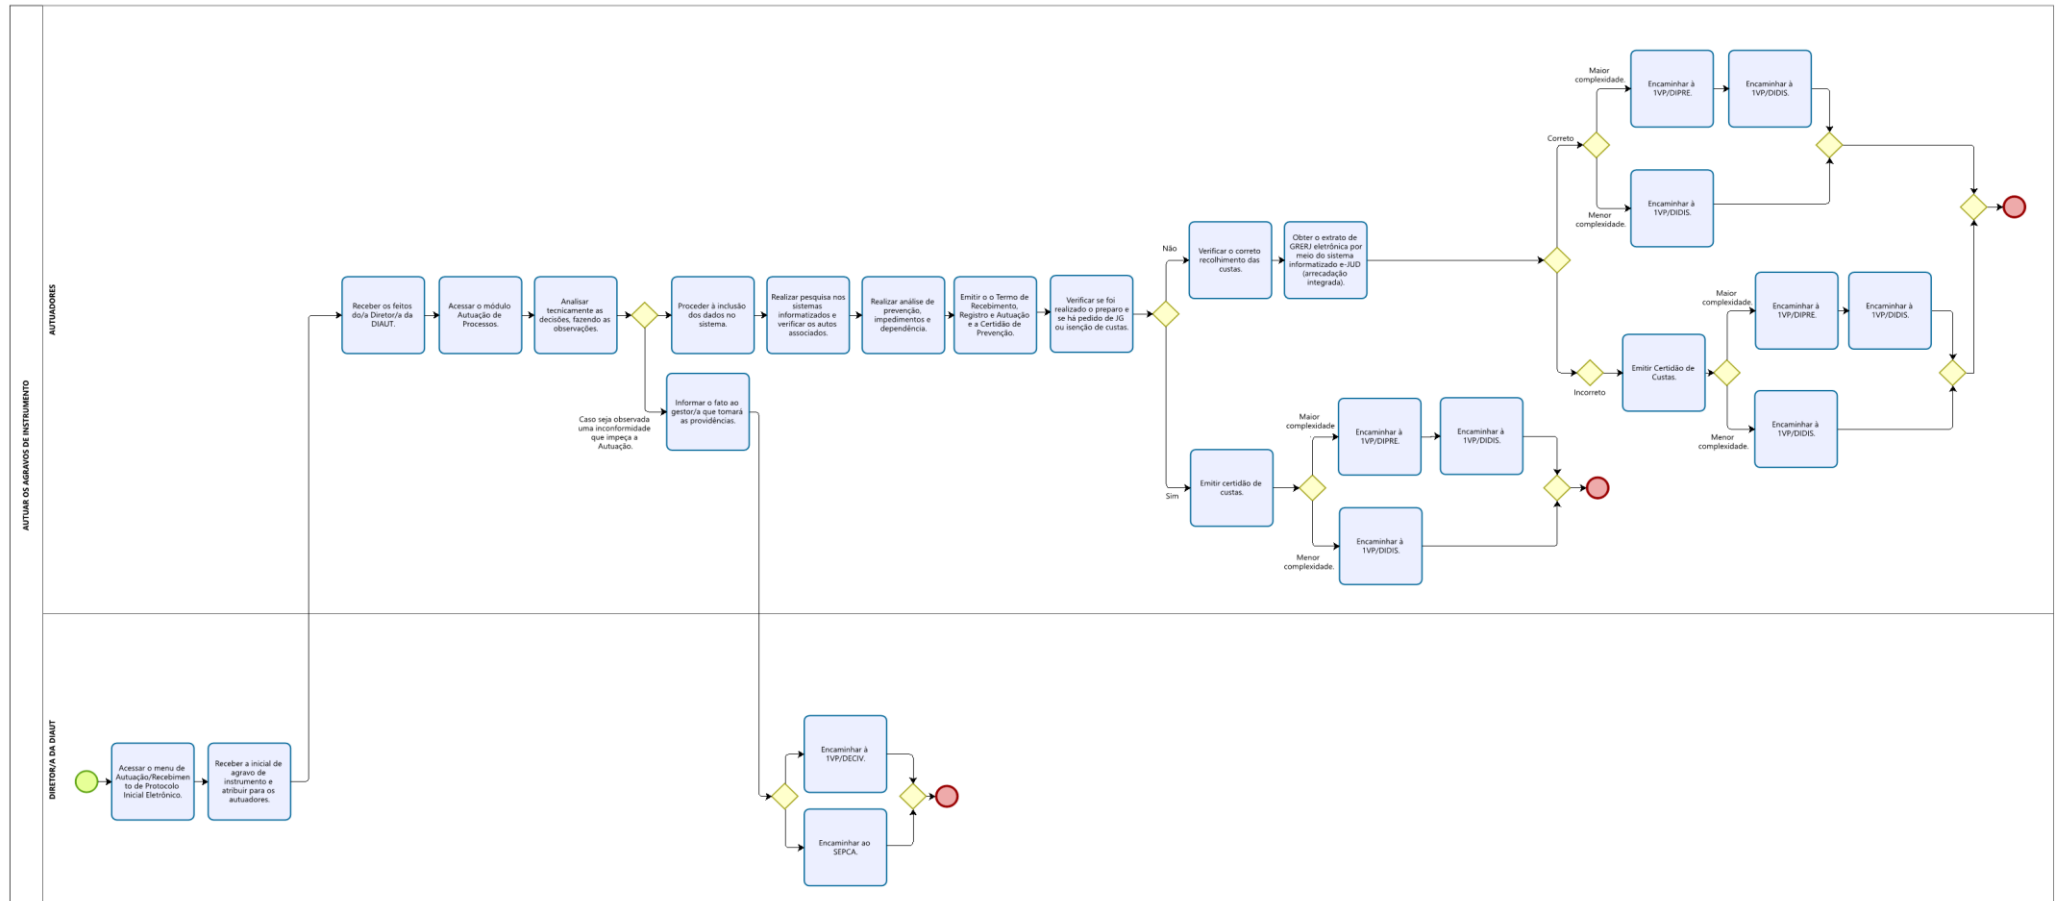 AUTUAR OS AGRAVOS DE INSTRUMENTO
AUTUADORES
Receber os feitos
do/a Diretor/a da
DIAUT.
Acessar o módulo
Autuação de
Processos.
Analisar
tecnicamente as
decisões, fazendo as
observações.
Proceder à inclusão
dos dados no
sistema.
Realizar pesquisa nos
sistemas
informatizados e
verificar os autos
associados.
Realizar análise de
prevenção,
impedimentos e
dependência.
Emitir o o Termo de
Recebimento,
Registro e Autuação
e a Certidão de
Prevenção.
Verificar se foi
realizado o preparo e
se há pedido de JG
ou isenção de custas.
Caso seja observada
uma inconformidade
que impeça a
Autuação.
Informar o fato ao
gestor/a que tomará
as providências.
Não
Verificar o correto
recolhimento das
custas.
Obter o extrato de
GRERJ eletrônica por
meio do sistema
informatizado e-JUD
(arrecadação
integrada).
Correto
Maior
complexidade.
Encaminhar à
1VP/DIPRE.
Encaminhar à
1VP/DIDIS.
Menor
complexidade.
Encaminhar à
1VP/DIDIS.
Incorreto
Emitir Certidão de
Custas.
Maior
complexidade.
Encaminhar à
1VP/DIPRE.
Encaminhar à
1VP/DIDIS.
Menor
complexidade.
Encaminhar à
1VP/DIDIS.
Sim
Emitir certidão de
custas.
Maior
complexidade
.
Encaminhar à
1VP/DIPRE.
Encaminhar à
1VP/DIDIS.
Menor
complexidade.
Encaminhar à
1VP/DIDIS.
DIRETOR/A DA DIAUT
Acessar o menu de
Autuação/Recebimen
to de Protocolo
Inicial Eletrônico.
Receber a inicial de
agravo de
instrumento e
atribuir para os
autuadores.
Encaminhar à
1VP/DECIV.
Encaminhar ao
SEPCA.